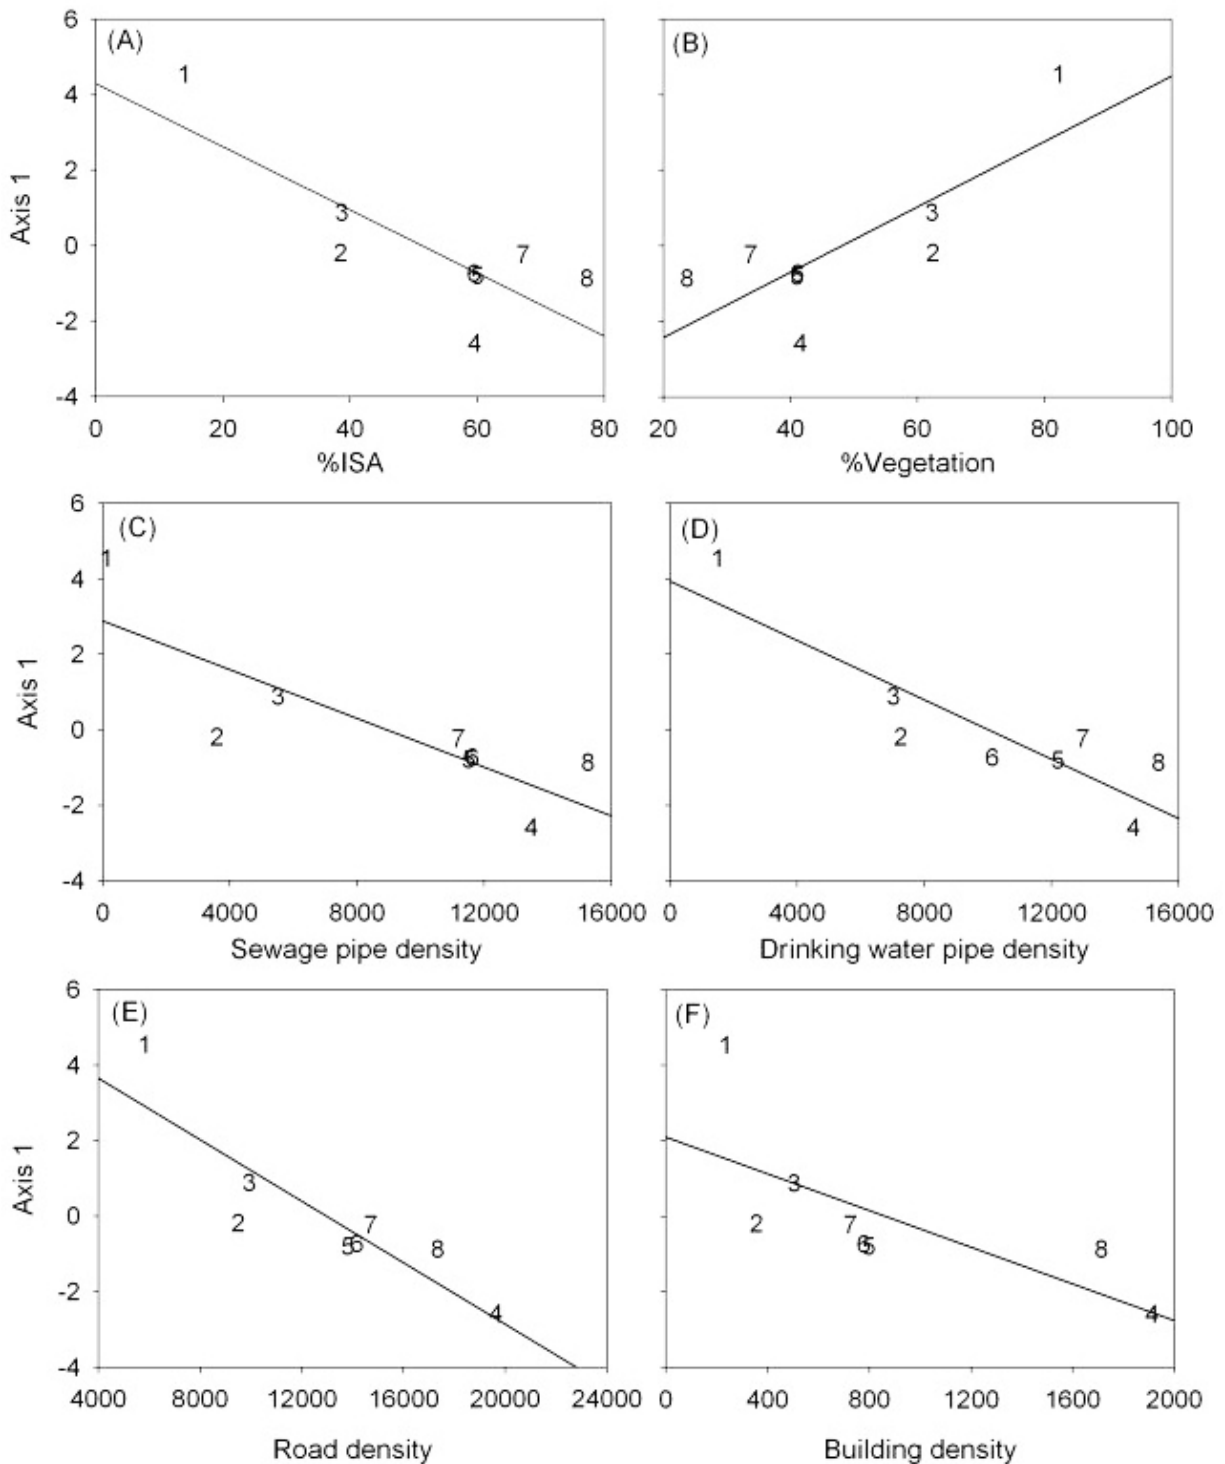 6 (A) (B)
1 1
4
Axis 1 2
3 3
0 2 7 2 7
6 5 8 8 6 5
-2
4 4
-4
0 20 40 60 80 20 40 60 80 100
%ISA %Vegetation
6 (C) (D)
1 1
4
Axis 1 2
3 3
0 2 7 2 7
5 6 8 6 5 8
-2
4 4
-4
0 4000 8000 12000 16000 0 4000 8000 12000 16000
Sewage pipe density Drinking water pipe density
6 (E) (F)
1 1
4
Axis 1 2
3 3
0 2 7 2 7
5 6 8 6 5 8
-2
4 4
-4
4000 8000 12000 16000 20000 24000 0 400 800 1200 1600 2000
Road density Building density